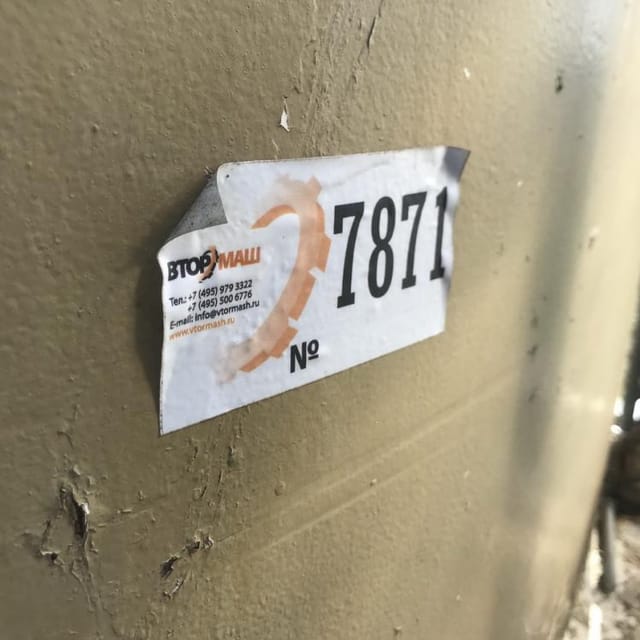 ВТОРМАШ
Тел.: +7 (495) 979 3322
+7 (495) 500 6776
E-mail: info@vtormash.ru
www.vtormash.ru
№
7871